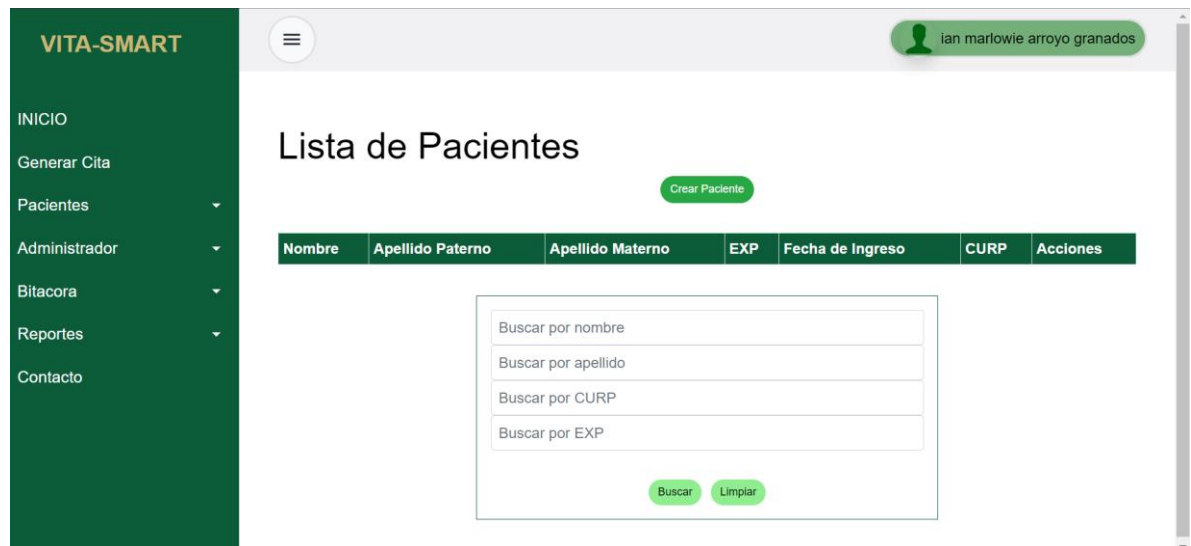 VITA-SMART
ian marlowie arroyo granados
INICIO
Generar Cita
Pacientes
Administrador
Bitacora
Reportes
Contacto
Lista de Pacientes
Crear Paciente
Nombre Apellido Paterno Apellido Materno EXP Fecha de Ingreso CURP Acciones
Buscar por nombre
Buscar por apellido
Buscar por CURP
Buscar por EXP
Buscar Limpiar